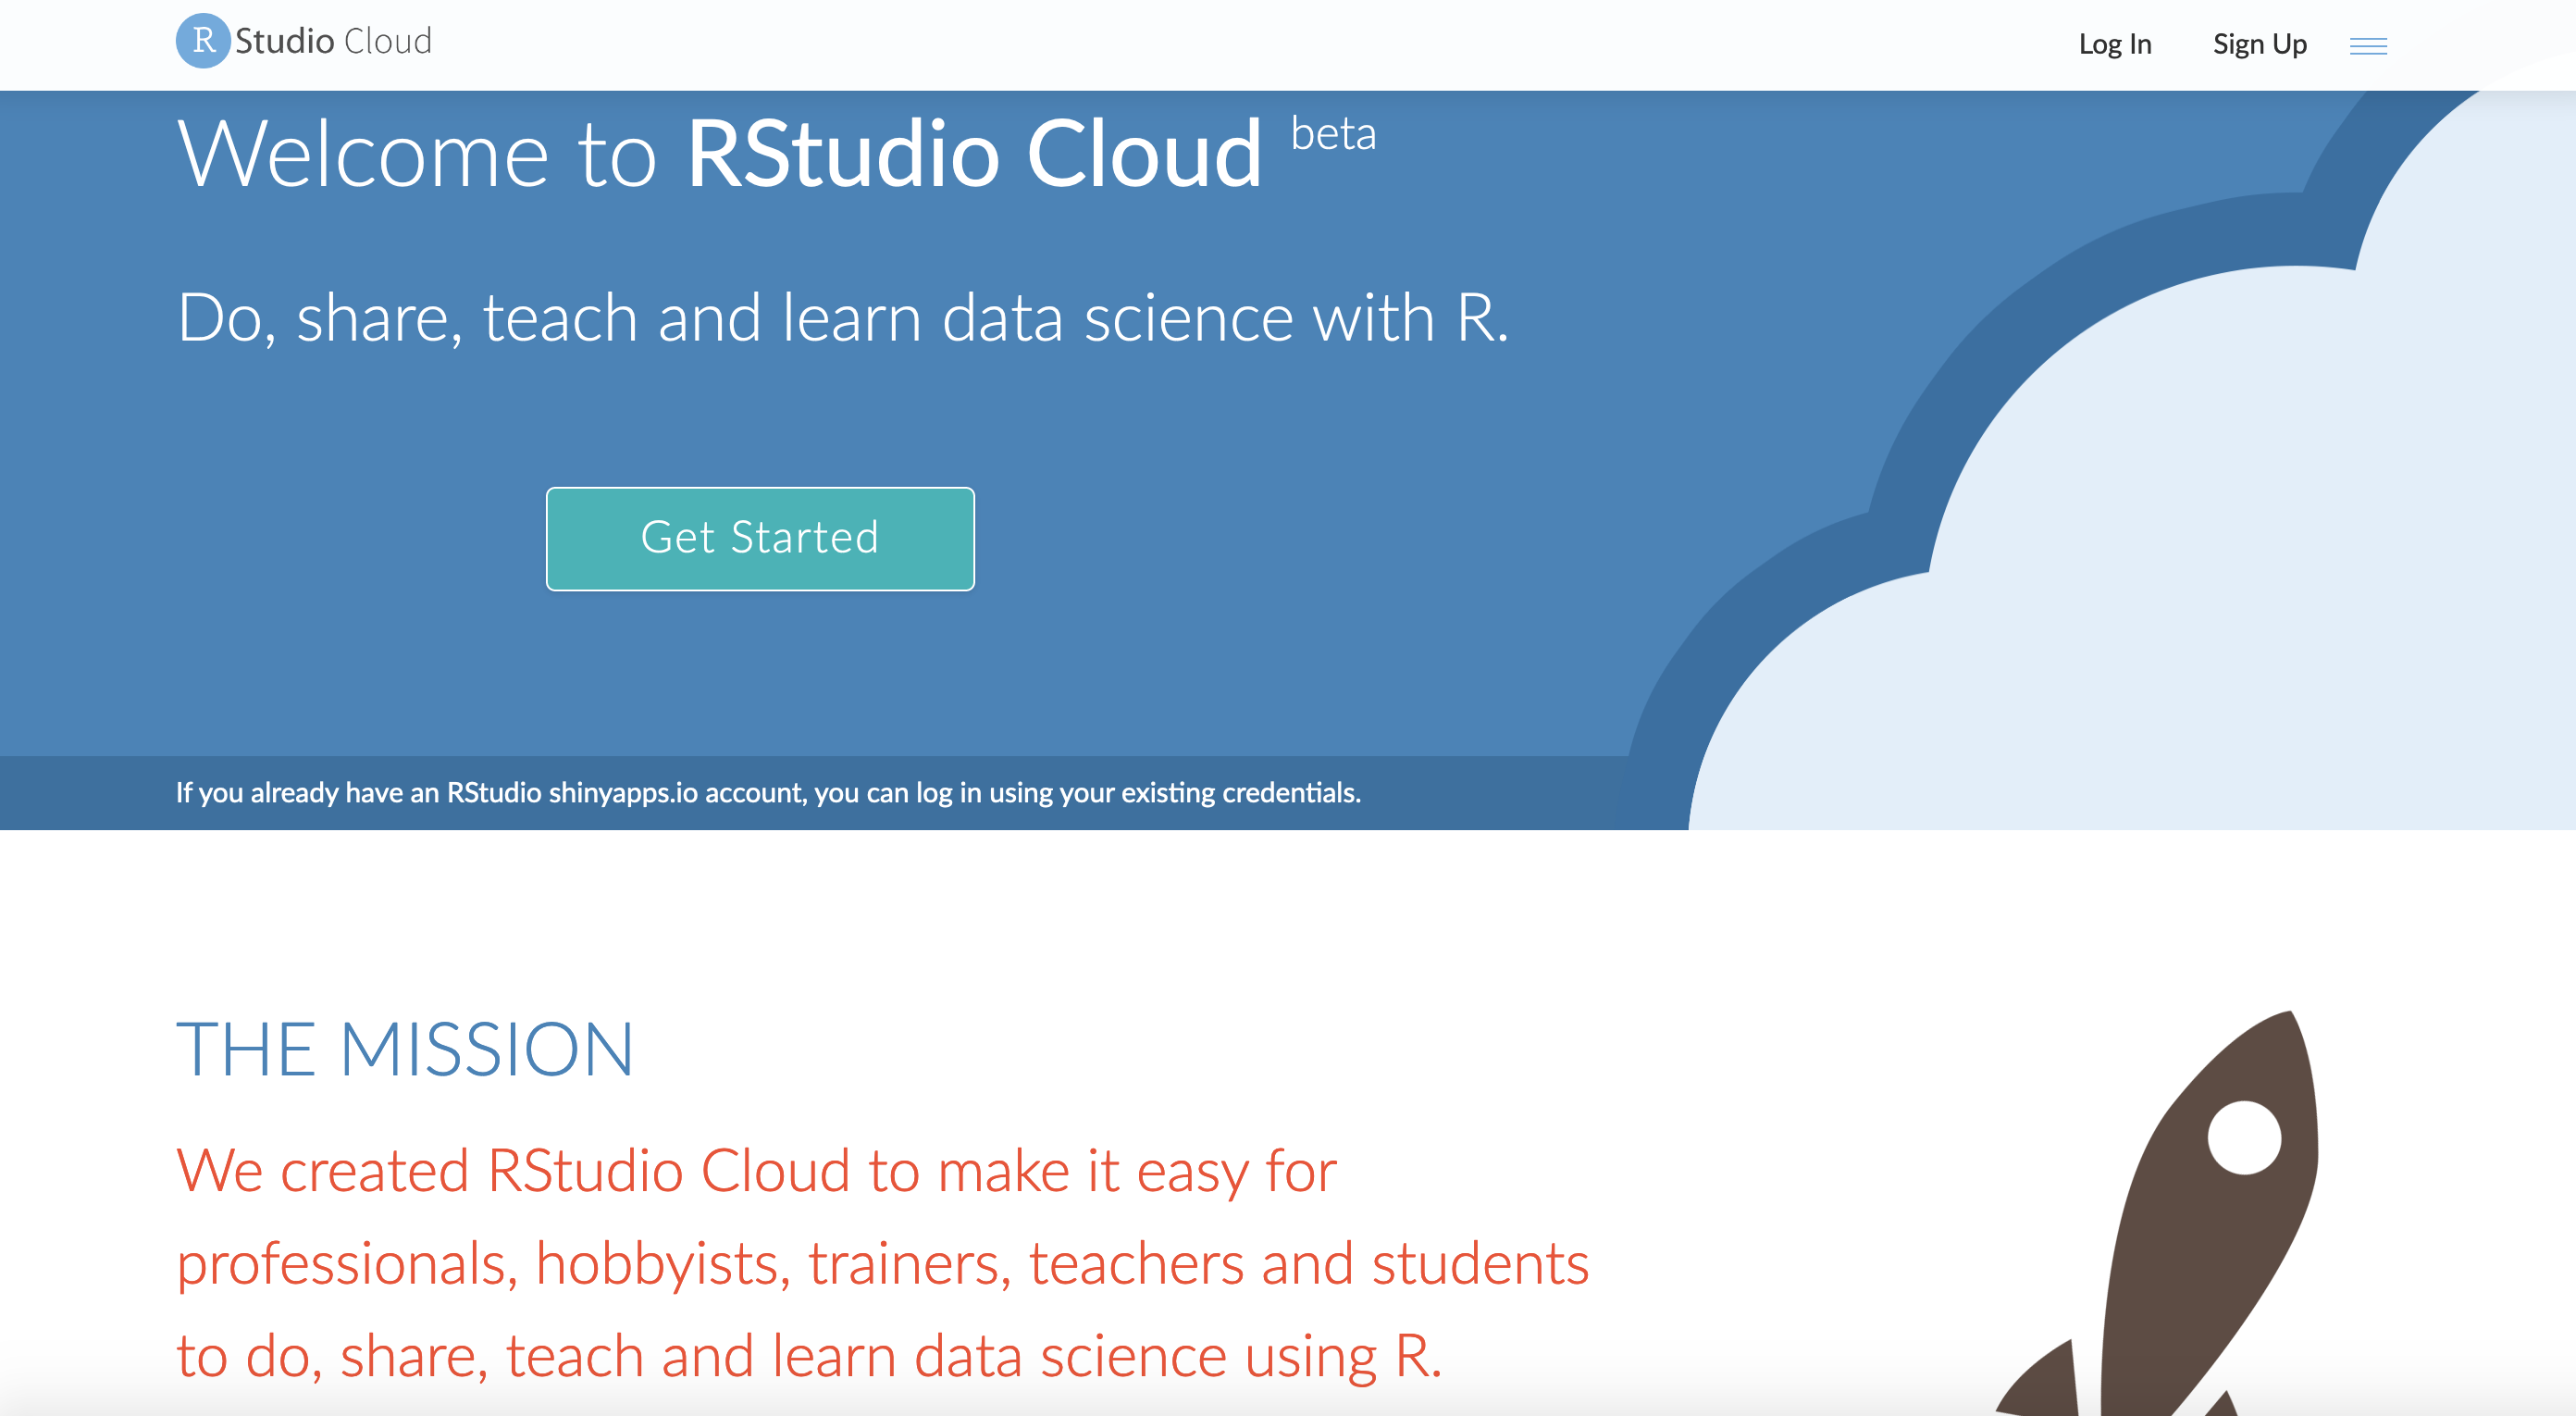 R Studio Cloud
Log In
Sign Up
Welcome to RStudio Cloud beta
Do, share, teach and learn data science with R.
Get Started
If you already have an RStudio shinyapps.io account, you can log in using your existing credentials.
THE MISSION
We created RStudio Cloud to make it easy for
professionals, hobbyists, trainers, teachers and students
to do, share, teach and learn data science using R.